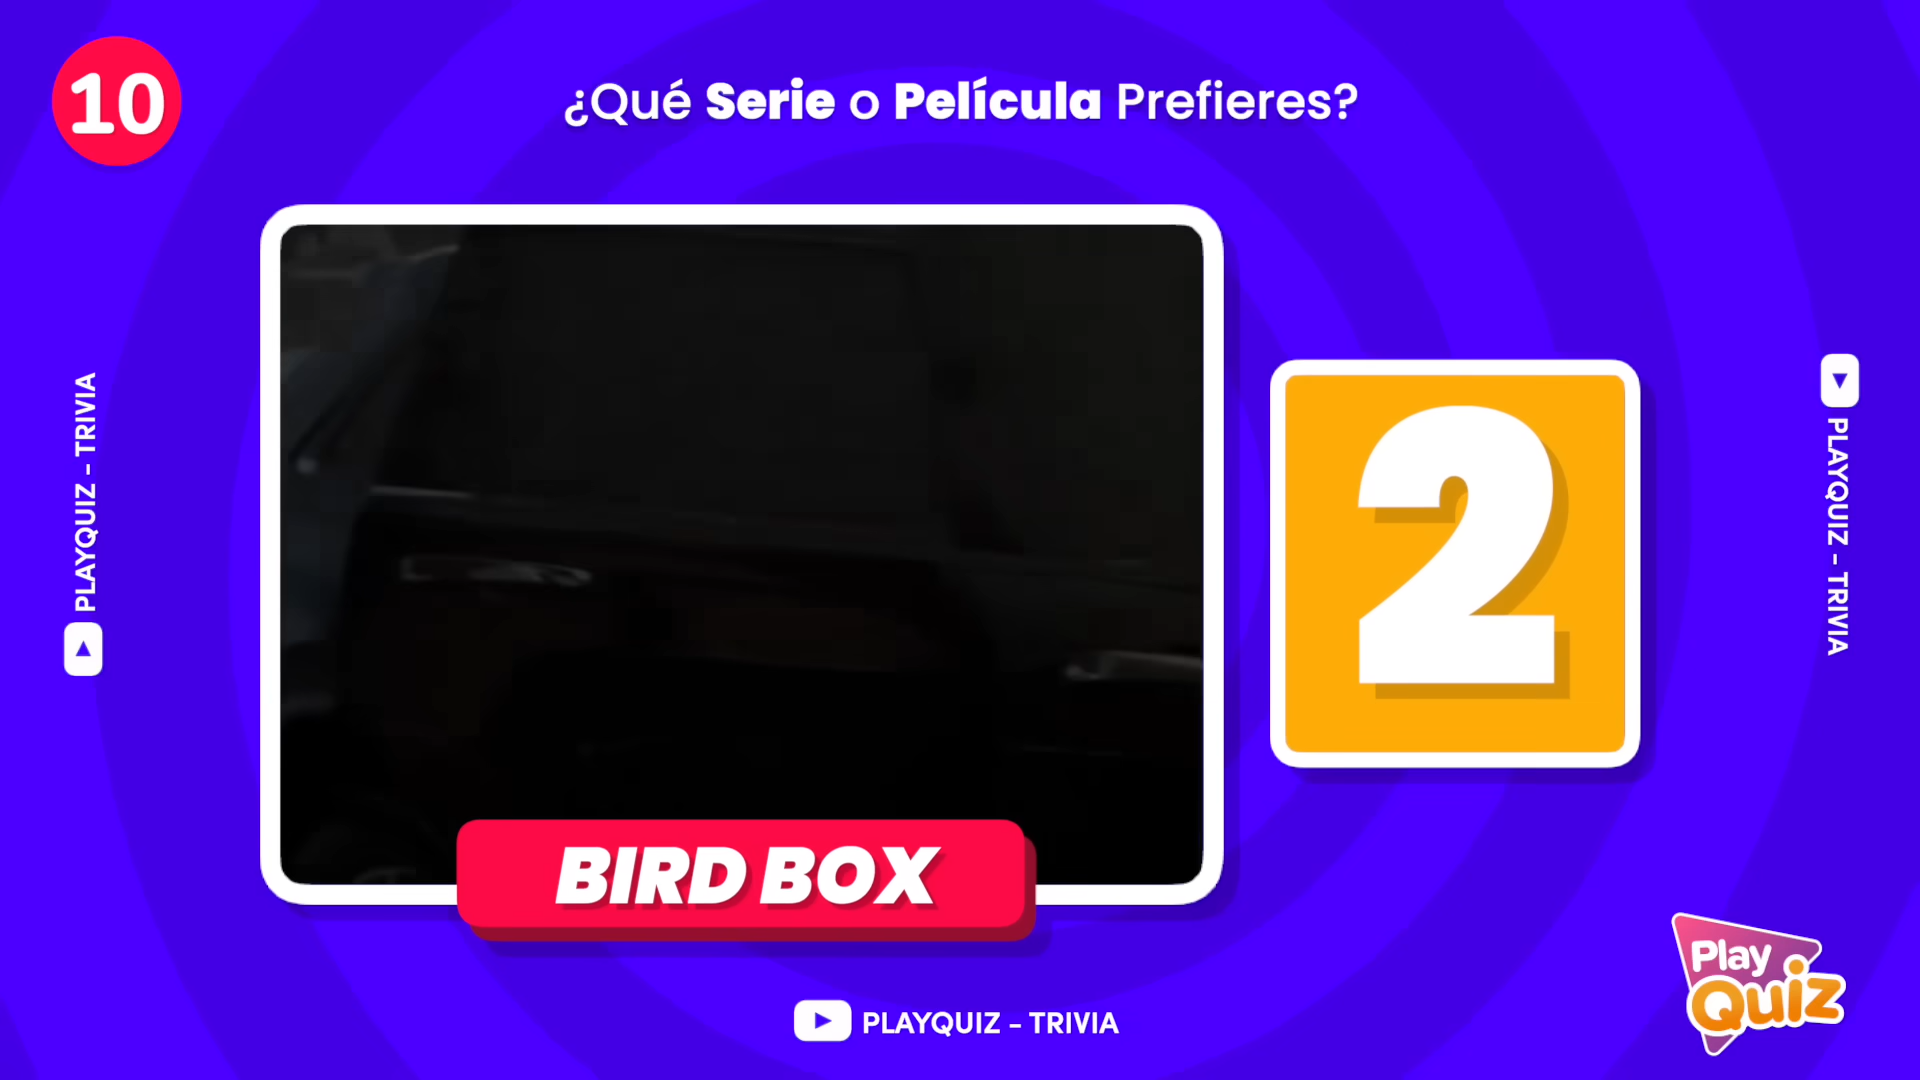 10
¿Qué Serie o Película Prefieres?
PLAYQUIZ - TRIVIA
2
PLAYQUIZ - TRIVIA
BIRD BOX
PLAYQUIZ - TRIVIA
Play
Quiz